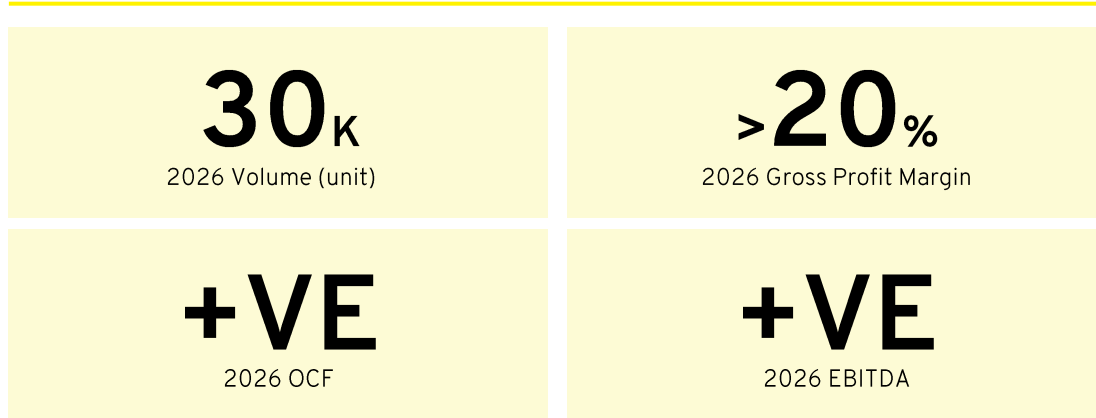 30K
2026 Volume (unit)
>20%
2026 Gross Profit Margin
+VE
2026 OCF
+VE
2026 EBITDA